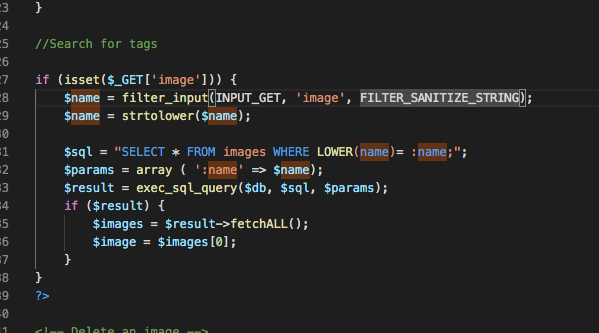 23 }
24
25 //Search for tags
26
27 if (isset($_GET['image'])) {
28 $name = filter_input(INPUT_GET, 'image', FILTER_SANITIZE_STRING);
29 $name = strtolower($name);
30
31 $sql = "SELECT * FROM images WHERE LOWER(name)= :name;";
32 $params = array ( ':name' => $name);
33 $result = exec_sql_query($db, $sql, $params);
34 if ($result) {
35 $images = $result->fetchALL();
36 $image = $images[0];
37 }
38 }
39 ?>
40
41 <!-- Delete an image -->